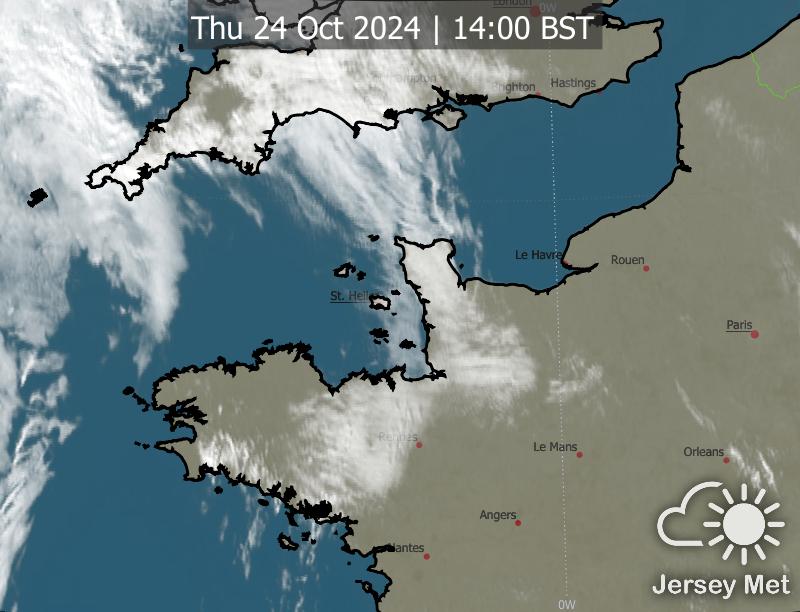 London
0W
Thu 24 Oct 2024 | 14:00 BST
Brighton
Hastings
Le Havre
Rouen
St. Helier
Paris
Rennes
Le Mans
Orleans
Angers
Nantes
Jersey Met
0W